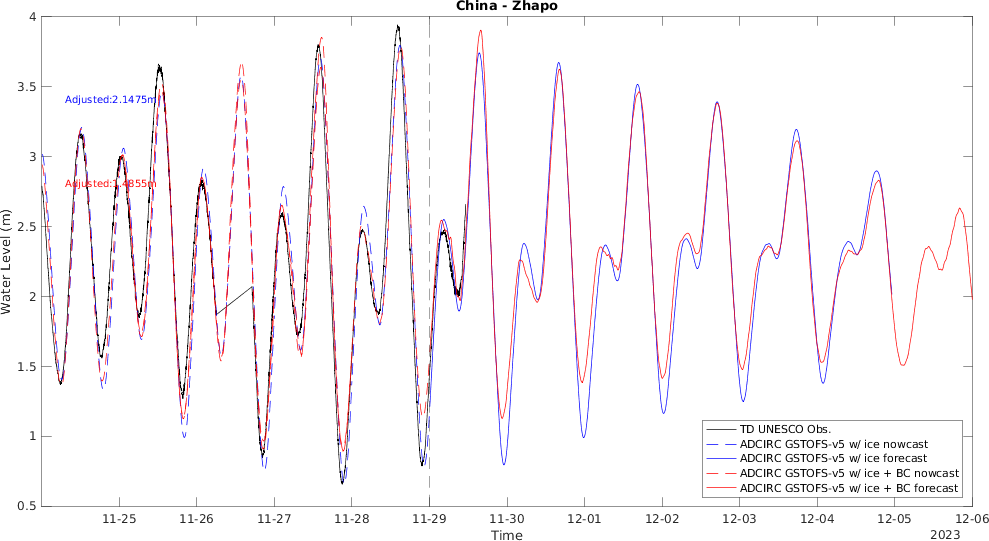 China - Zhapo
4
3.5
3
2.5
2
1.5
1
0.5
Water Level (m)
Adjusted:2.1475m
Adjusted:1.4855m
TD UNESCO Obs.
ADCIRC GSTOFS-v5 w/ ice nowcast
ADCIRC GSTOFS-v5 w/ ice forecast
ADCIRC GSTOFS-v5 w/ ice + BC nowcast
ADCIRC GSTOFS-v5 w/ ice + BC forecast
11-25 11-26 11-27 11-28 11-29 11-30 12-01 12-02 12-03 12-04 12-05 12-06
Time
2023